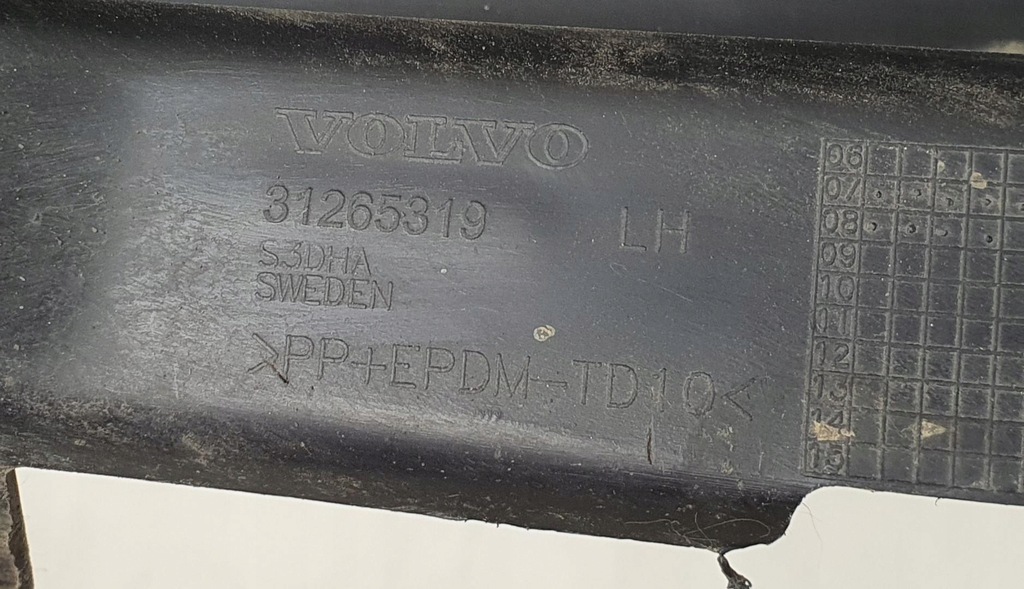 VOLVO
31265319 LH
S3DHA
SWEDEN
>PP+EPDM-TD10<
06
07
08
09
10
11
12
13
14
15